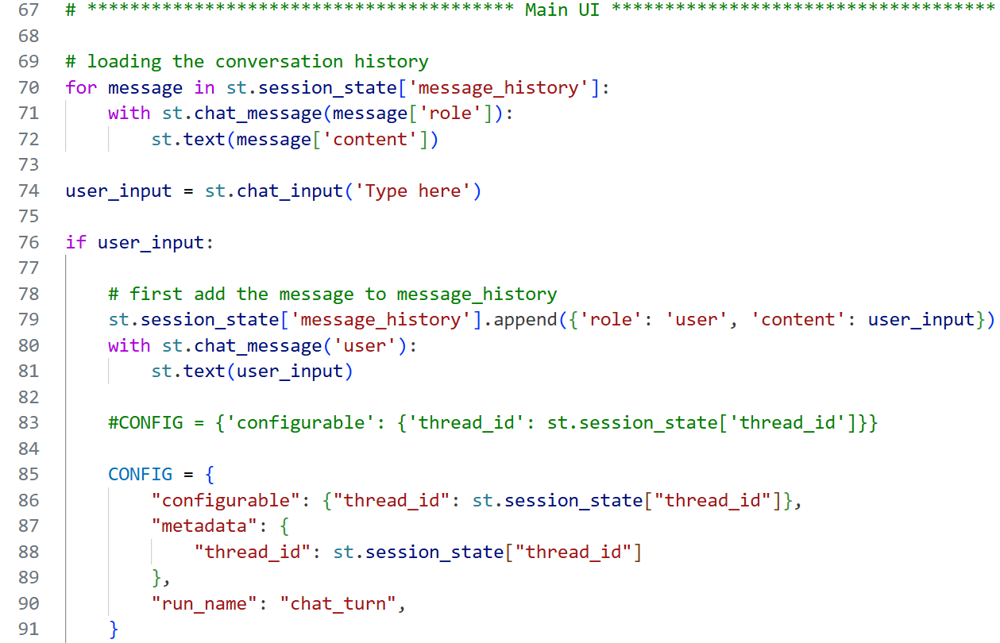 67 # **************************************** Main UI ************************************
68
69 # loading the conversation history
70 for message in st.session_state['message_history']:
71     with st.chat_message(message['role']):
72         st.text(message['content'])
73
74 user_input = st.chat_input('Type here')
75
76 if user_input:
77
78     # first add the message to message_history
79     st.session_state['message_history'].append({'role': 'user', 'content': user_input})
80     with st.chat_message('user'):
81         st.text(user_input)
82
83     #CONFIG = {'configurable': {'thread_id': st.session_state['thread_id']}}
84
85     CONFIG = {
86         "configurable": {"thread_id": st.session_state["thread_id"]},
87         "metadata": {
88             "thread_id": st.session_state["thread_id"]
89         },
90         "run_name": "chat_turn",
91     }